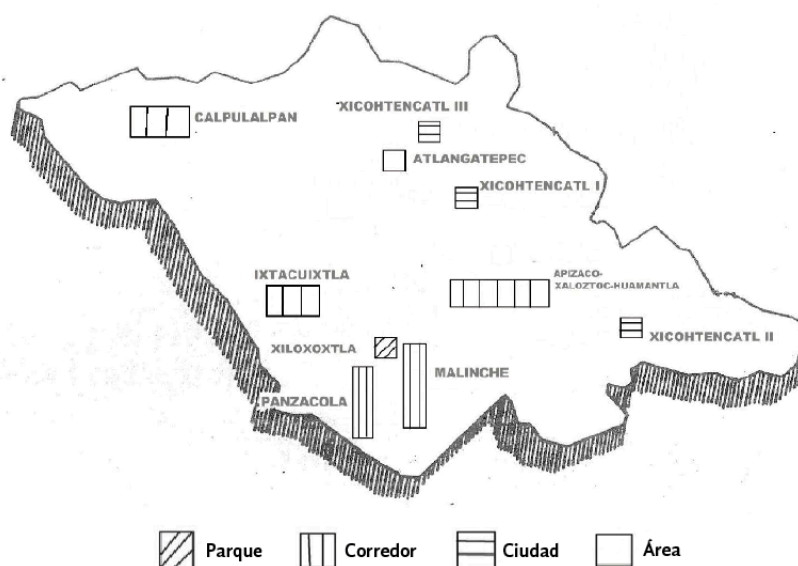 XICOHTENCATL III
CALPULALPAN
ATLANGATEPEC
XICOHTENCATL I
IXTACUIXTLA
APIZACO-
XALOZTOC-HUAMANTLA
XILOXOXTLA
XICOHTENCATL II
MALINCHE
PANZACOLA
Parque
Corredor
Ciudad
Área